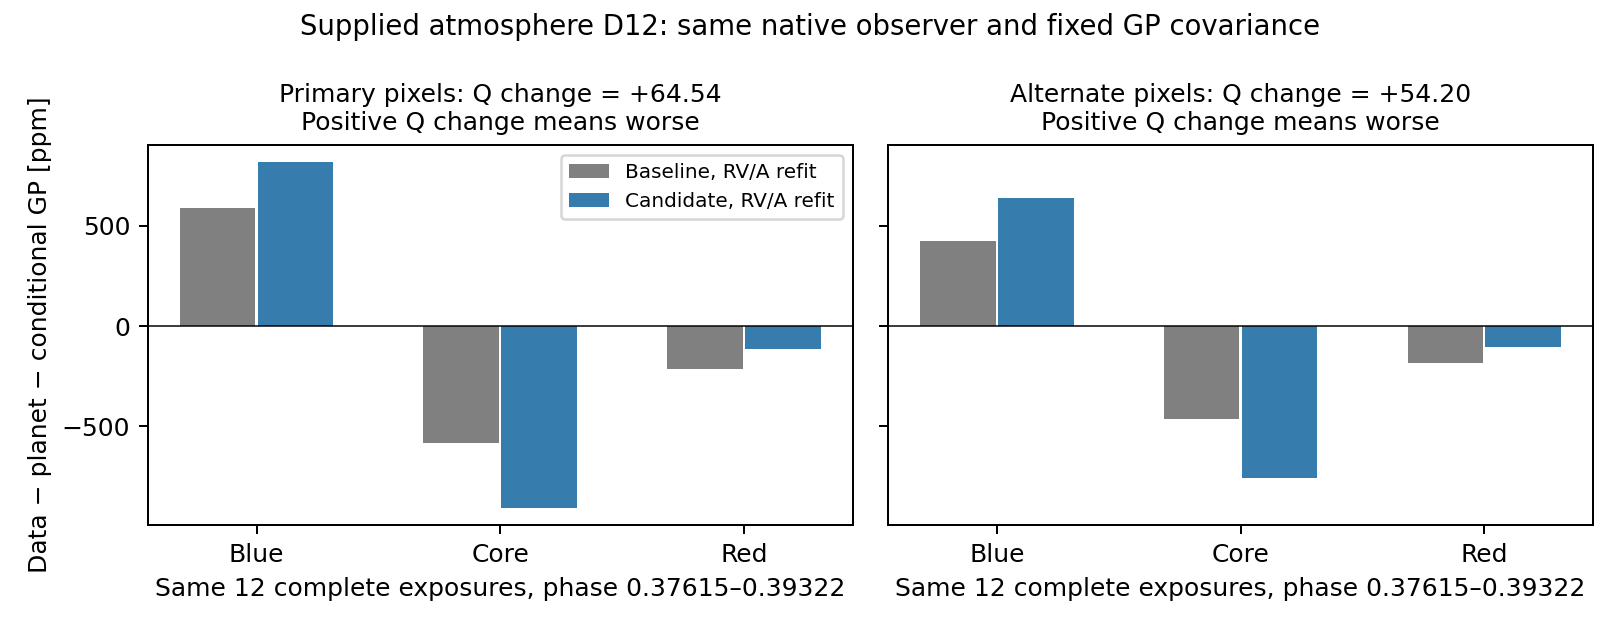 Supplied atmosphere D12: same native observer and fixed GP covariance
Primary pixels: Q change = +64.54
Positive Q change means worse
Data − planet − conditional GP [ppm]
500
0
−500
Baseline, RV/A refit
Candidate, RV/A refit
Blue
Core
Red
Same 12 complete exposures, phase 0.37615–0.39322
Alternate pixels: Q change = +54.20
Positive Q change means worse
Blue
Core
Red
Same 12 complete exposures, phase 0.37615–0.39322